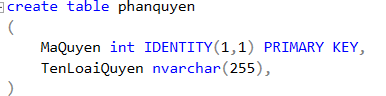 create table phanquyen
(
MaQuyen int IDENTITY(1,1) PRIMARY KEY,
TenLoaiQuyen nvarchar(255),
)